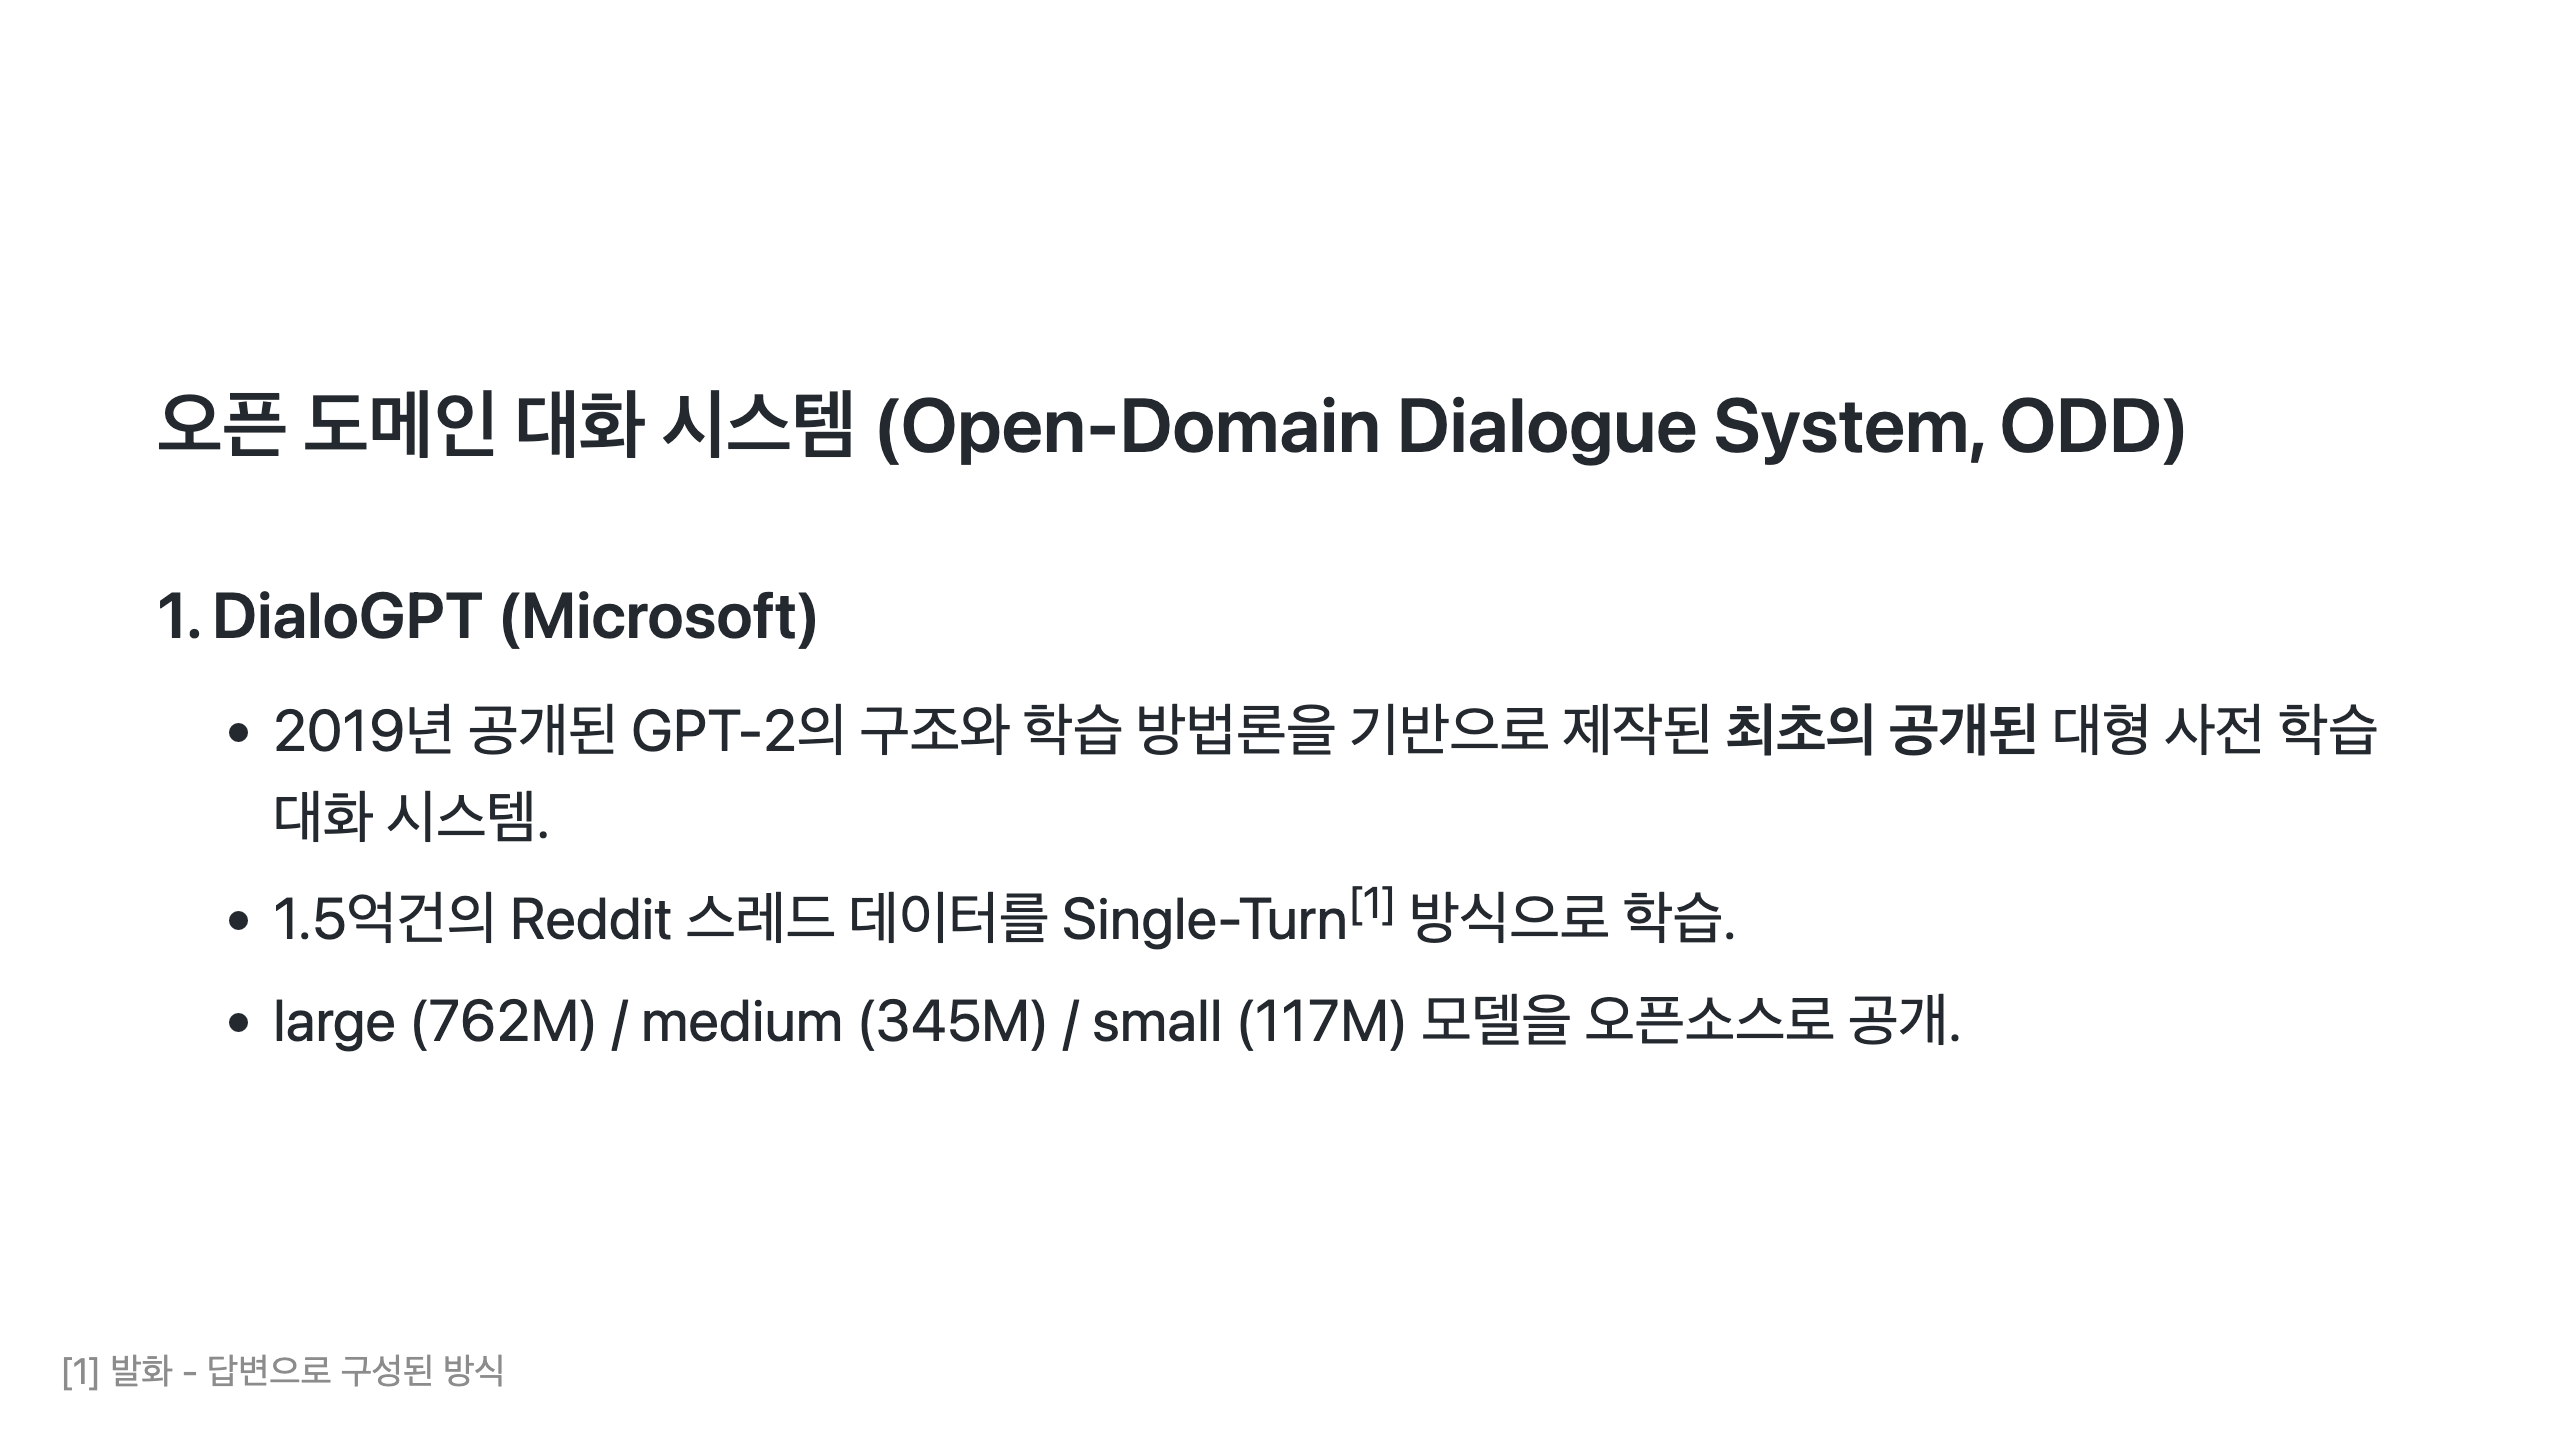 오픈 도메인 대화 시스템 (Open-Domain Dialogue System, ODD)
1. DialoGPT (Microsoft)
• 2019년 공개된 GPT-2의 구조와 학습 방법론을 기반으로 제작된 최초의 공개된 대형 사전 학습
대화 시스템.
• 1.5억건의 Reddit 스레드 데이터를 Single-Turn[1] 방식으로 학습.
• large (762M) / medium (345M) / small (117M) 모델을 오픈소스로 공개.
[1] 발화 - 답변으로 구성된 방식